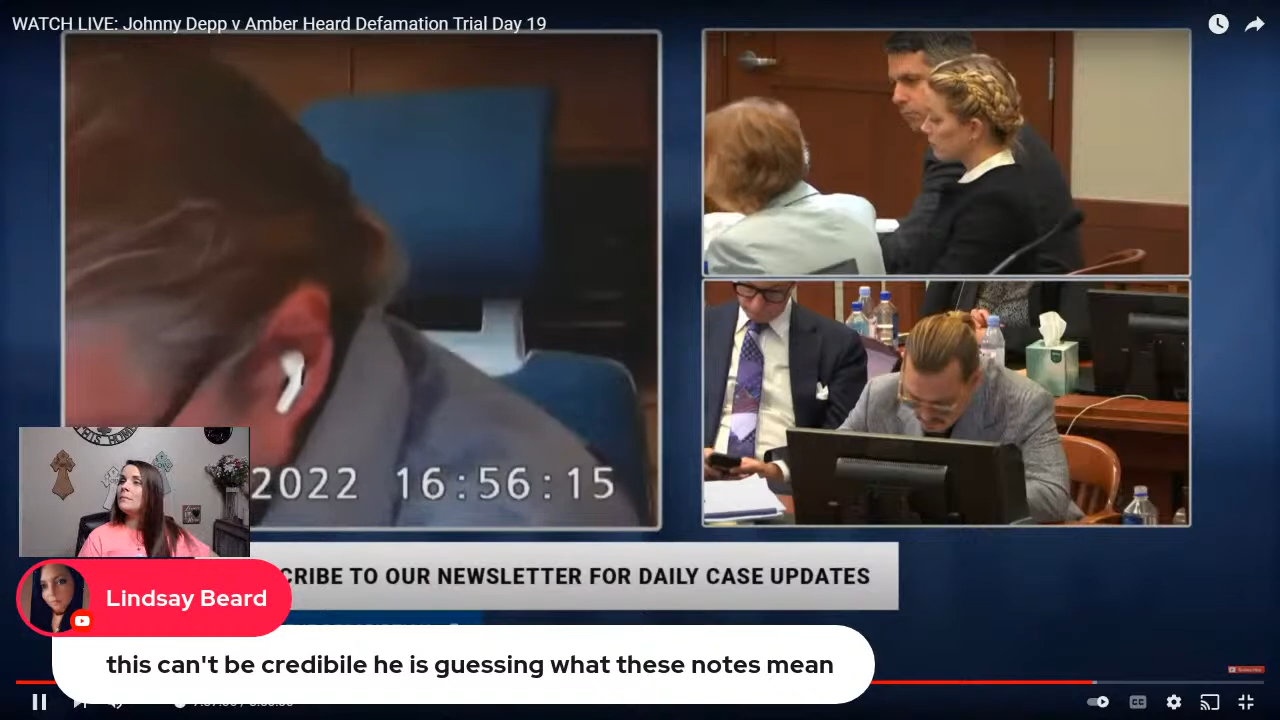 WATCH LIVE: Johnny Depp v Amber Heard Defamation Trial Day 19
2022 16:56:15
CRIBE TO OUR NEWSLETTER FOR DAILY CASE UPDATES
Lindsay Beard
this can't be credibile he is guessing what these notes mean
CC